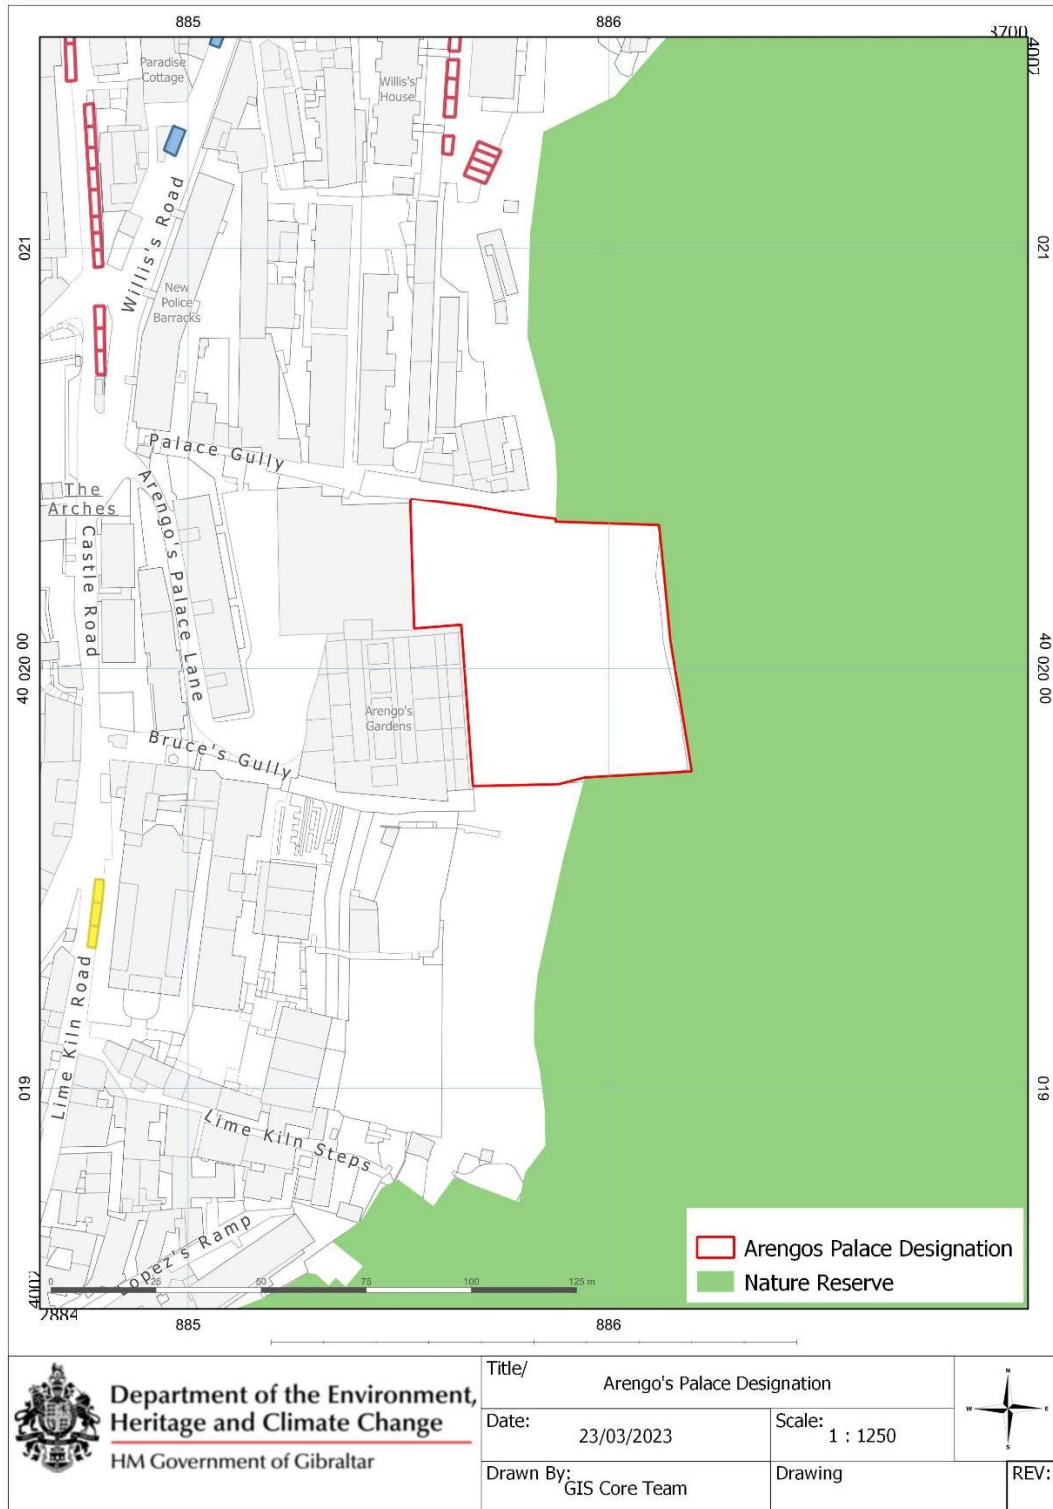 885
886
3700
4002
Paradise
Cottage
Willis's
House
021
021
Willis's Road
New
Police
Barracks
Palace Gully
The
Arches
Arengo's Palace Lane
Castle Road
40 020 00
40 020 00
Arengo's
Gardens
Bruce's Gully
Lime Kiln Road
019
019
Lime Kiln Steps
Lopez's Ramp
Arengos Palace Designation
Nature Reserve
0 25 50 75 100 125 m
4002
2884
885
886
Department of the Environment,
Heritage and Climate Change
HM Government of Gibraltar
Title/
Arengo's Palace Designation
Date:
23/03/2023
Scale:
1 : 1250
Drawn By:
GIS Core Team
Drawing
REV:
N
W
E
S